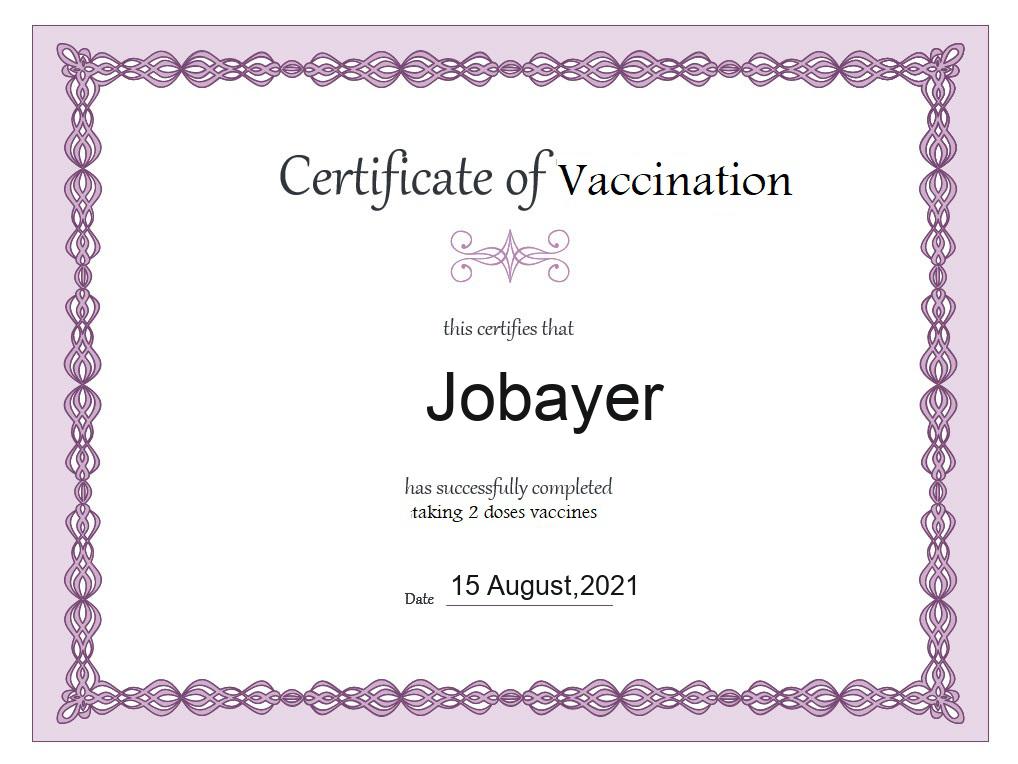 Certificate of Vaccination
this certifies that
Jobayer
has successfully completed
taking 2 doses vaccines
Date 15 August,2021